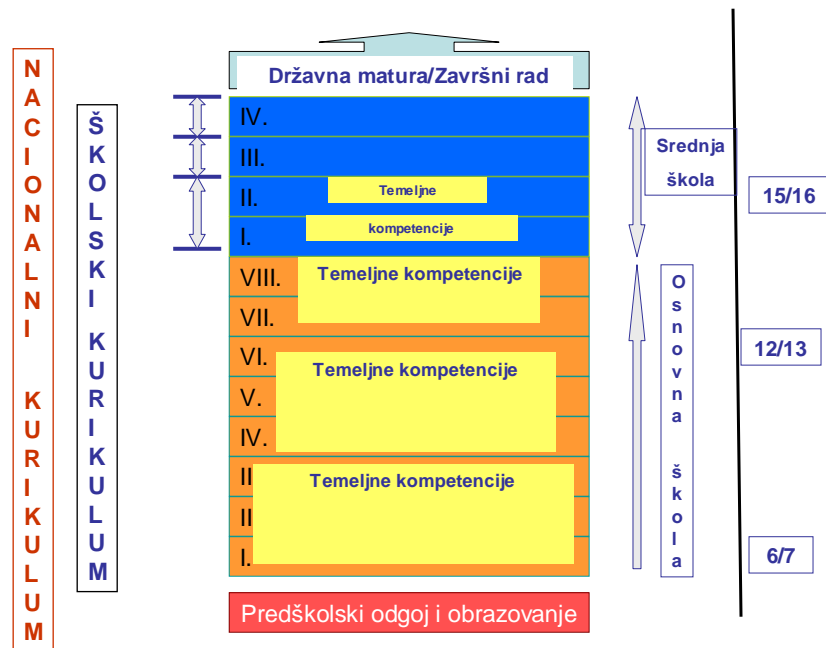 NACIONALNI KURIKULUM
ŠKOLSKI KURIKULUM
Državna matura/Završni rad
IV.
III.
II.
Temeljne
I.
kompetencije
VIII.
Temeljne kompetencije
VII.
VI.
Temeljne kompetencije
V.
IV.
II
Temeljne kompetencije
II
I.
Predškolski odgoj i obrazovanje
Srednja
škola
Osnovna škola
15/16
12/13
6/7